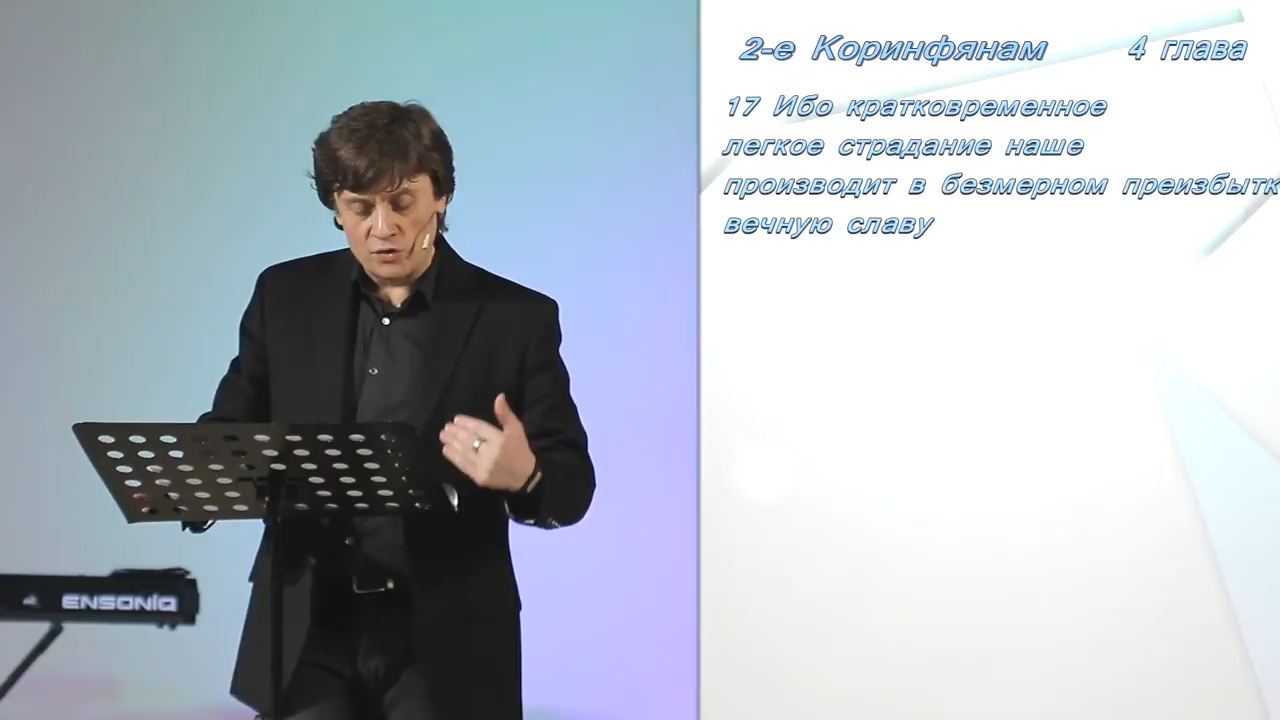 2-е Коринфянам 4 глава
17 Ибо кратковременное
легкое страдание наше
производит в безмерном преизбытк
вечную славу
ensoniq